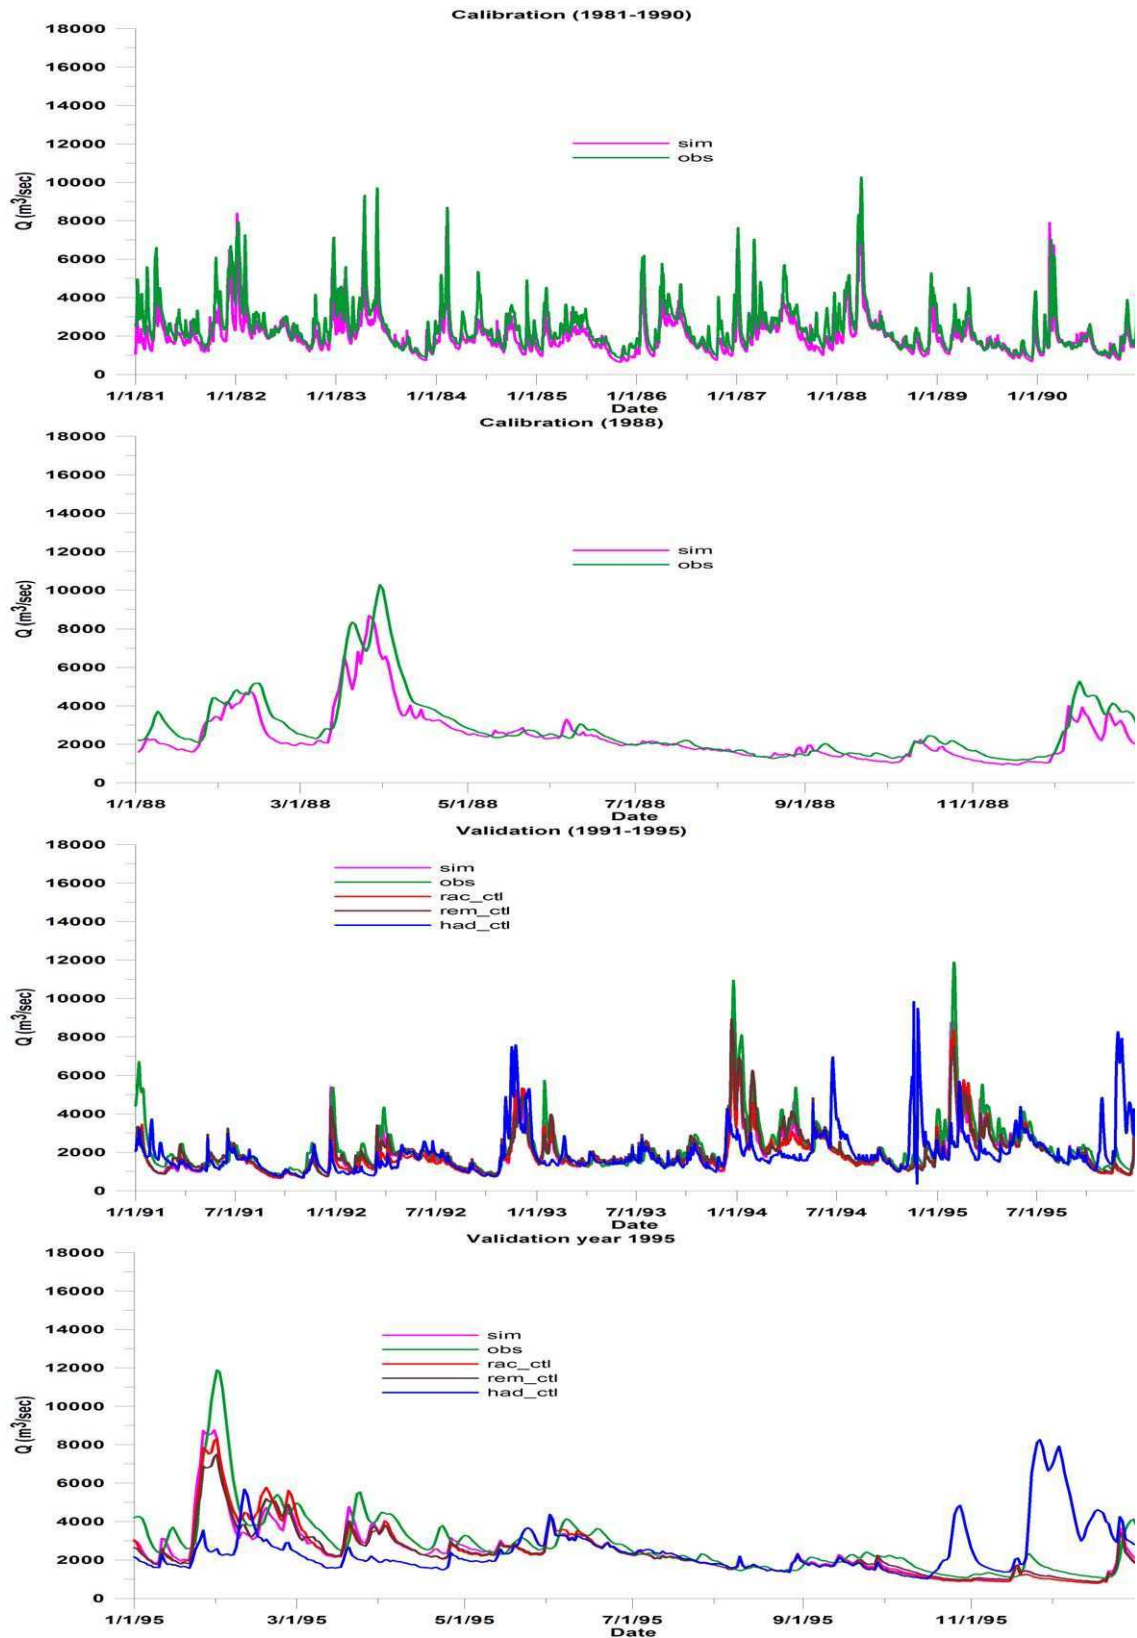 Calibration (1981-1990)
18000
16000
14000
12000
10000
8000
6000
4000
2000
0
Q (m3/sec)
sim
obs
1/1/81 1/1/82 1/1/83 1/1/84 1/1/85 1/1/86 1/1/87 1/1/88 1/1/89 1/1/90
Date
Calibration (1988)
18000
16000
14000
12000
10000
8000
6000
4000
2000
0
Q (m3/sec)
sim
obs
1/1/88 3/1/88 5/1/88 7/1/88 9/1/88 11/1/88
Date
Validation (1991-1995)
18000
16000
14000
12000
10000
8000
6000
4000
2000
0
Q (m3/sec)
sim
obs
rac_ctl
rem_ctl
had_ctl
1/1/91 7/1/91 1/1/92 7/1/92 1/1/93 7/1/93 1/1/94 7/1/94 1/1/95 7/1/95
Date
Validation year 1995
18000
16000
14000
12000
10000
8000
6000
4000
2000
0
Q (m3/sec)
sim
obs
rac_ctl
rem_ctl
had_ctl
1/1/95 3/1/95 5/1/95 7/1/95 9/1/95 11/1/95
Date